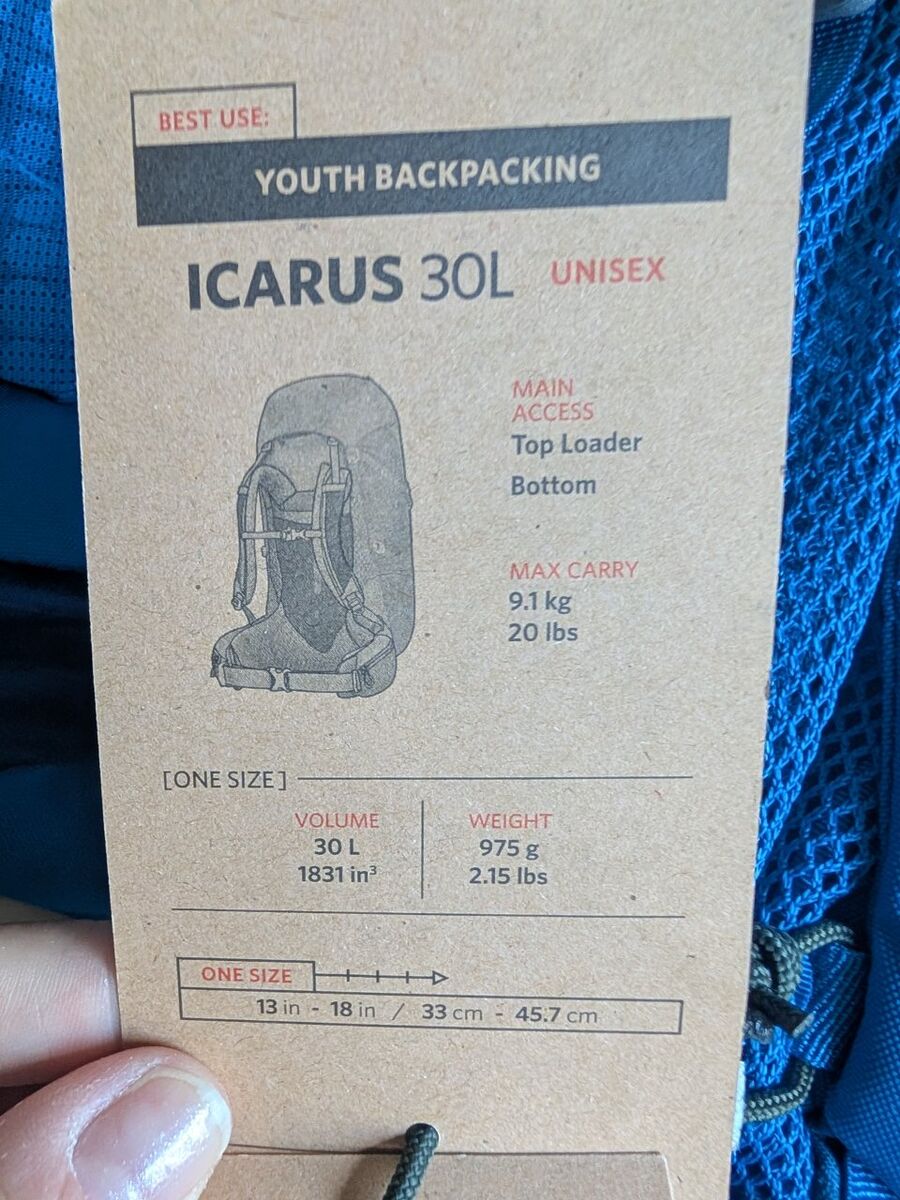 BEST USE:
YOUTH BACKPACKING
ICARUS 30L UNISEX
MAIN
ACCESS
Top Loader
Bottom
MAX CARRY
9.1 kg
20 lbs
[ONE SIZE]
VOLUME
30 L
1831 in³
WEIGHT
975 g
2.15 lbs
ONE SIZE
13 in - 18 in / 33 cm - 45.7 cm